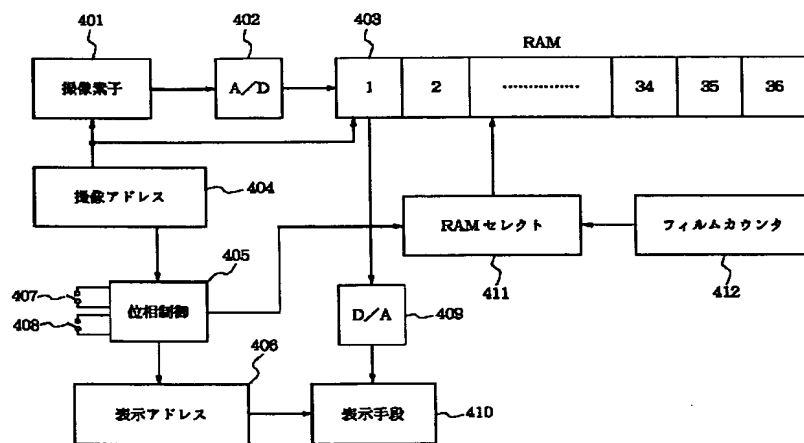 401
402
403
RAM
撮像素子
A/D
1
2
34
35
36
撮像アドレス
404
RAMセレクト
411
フィルムカウンタ
412
405
407
408
位相制御
D/A
409
406
表示アドレス
表示手段
410